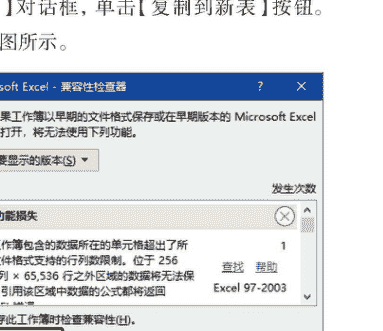 】对话框，单击【复制到新表】按钮。
图所示。
soft Excel - 兼容性检查器 ? ×
果工作簿以早期的文件格式保存或在早期版本的 Microsoft Excel
打开，将无法使用下列功能。
要显示的版本(S)
发生次数
功能损失
作簿包含的数据所在的单元格超出了所 1
件格式支持的行列数限制。位于 256
列 × 65,536 行之外区域的数据将无法保 查找 帮助
引用该区域中数据的公式都将返回 Excel 97-2003
存此工作簿时检查兼容性(H)。